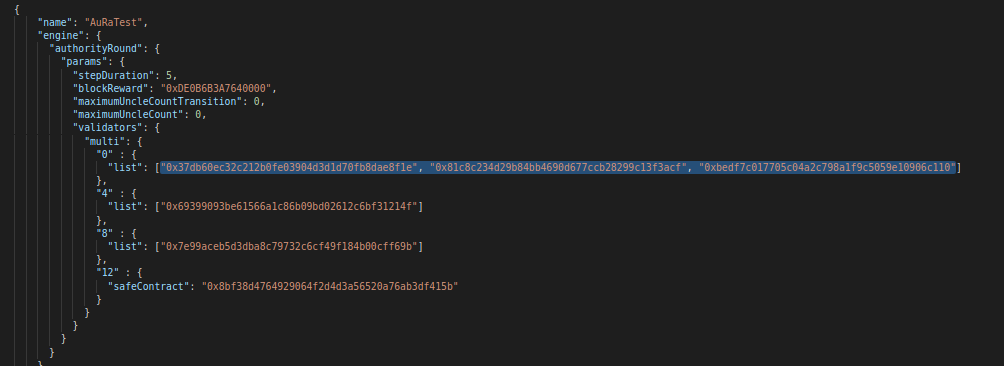 {
"name": "AuRaTest",
"engine": {
"authorityRound": {
"params": {
"stepDuration": 5,
"blockReward": "0xDE0B6B3A7640000",
"maximumUncleCountTransition": 0,
"maximumUncleCount": 0,
"validators": {
"multi": {
"0" : {
"list": ["0x37db60ec32c212b0fe03904d3d1d70fb8dae8f1e", "0x81c8c234d29b84bb4690d677ccb28299c13f3acf", "0xbedf7c017705c04a2c798a1f9c5059e10906c110"]
},
"4" : {
"list": ["0x69399093be61566a1c86b09bd02612c6bf31214f"]
},
"8" : {
"list": ["0x7e99aceb5d3dba8c79732c6cf49f184b00cff69b"]
},
"12" : {
"safeContract": "0x8bf38d4764929064f2d4d3a56520a76ab3df415b"
}
}
}
}
}
}